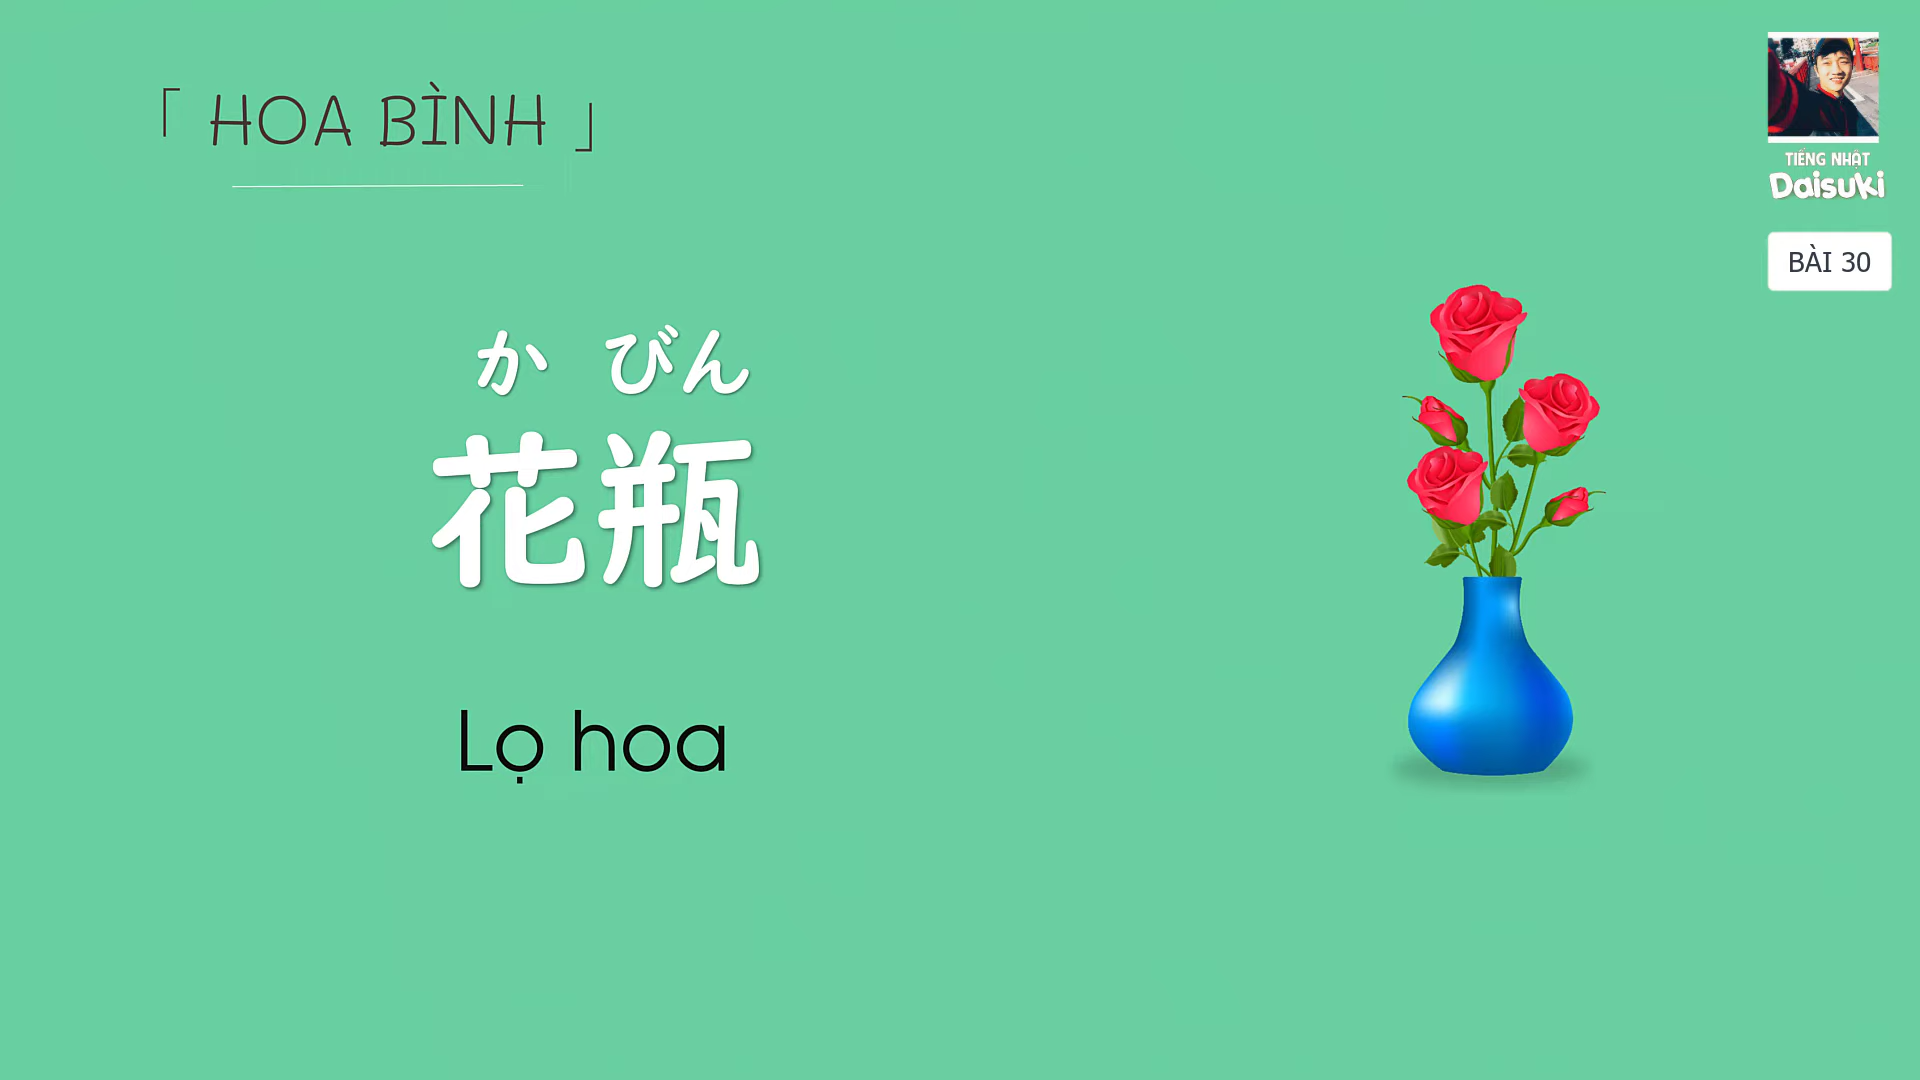 「 HOA BÌNH 」
TIẾNG NHẬT
Daisuki
BÀI 30
か びん
花瓶
Lọ hoa